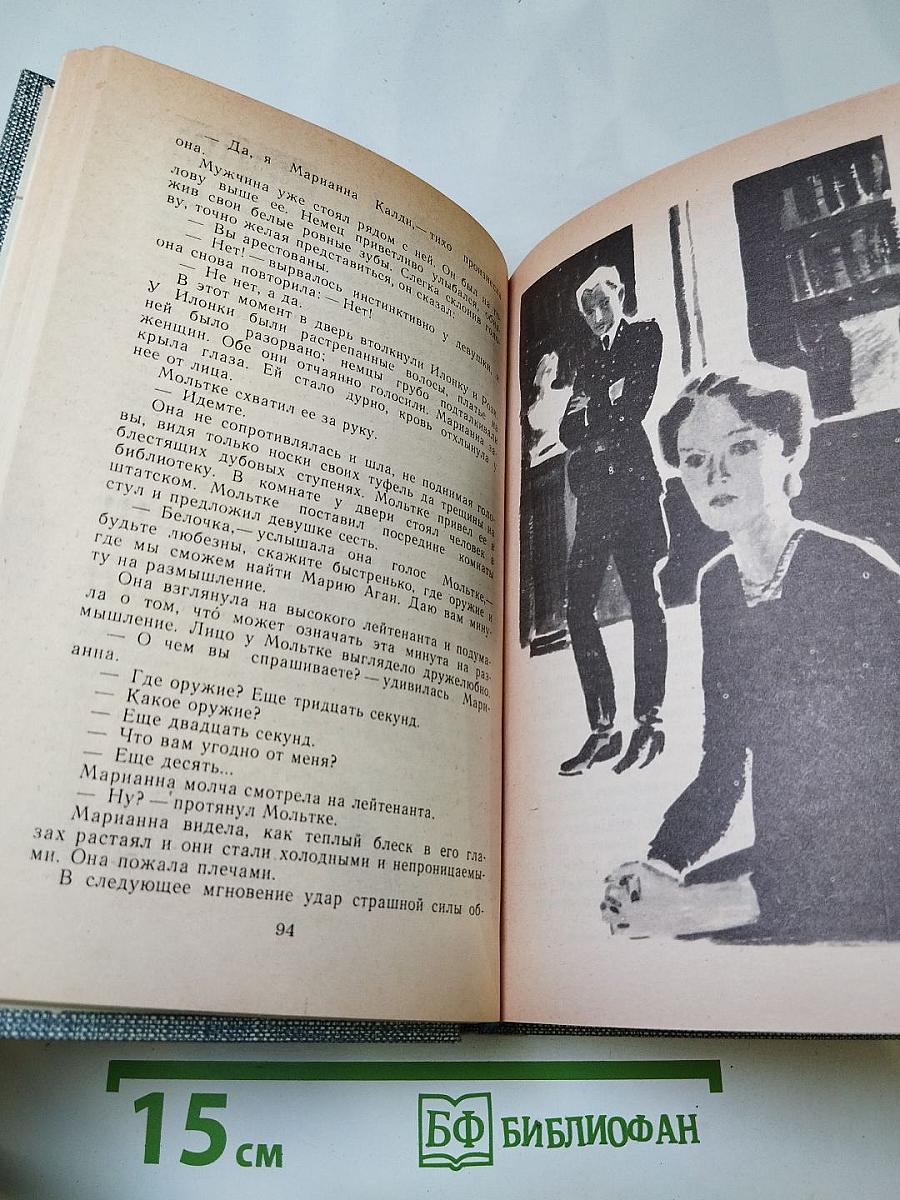 — Да, я Марианна Калди,— тихо произнесла
она.
Мужчина уже стоял рядом с ней. Он был на го-
лову выше ее. Немец приветливо улыбался, обна-
жив свои белые ровные зубы. Слегка склонив голо-
ву, точно желая представиться, он сказал:
— Вы арестованы.
— Нет! — вырвалось инстинктивно у девушки, и
она снова повторила: — Нет!
— Не нет, а да.
В этот момент в дверь втолкнули Илонку и Рози.
У Илонки были растрепанные волосы, платье на
ней было разорвано; немцы грубо подталкивали
женщин. Обе они отчаянно голосили. Марианна за-
крыла глаза. Ей стало дурно, кровь отхлынула у
нее от лица.
Мольтке схватил ее за руку.
— Идемте.
Она не сопротивлялась и шла, не поднимая голо-
вы, видя только носки своих туфель да трещины на
блестящих дубовых ступенях. Мольтке привел ее в
библиотеку. В комнате у двери стоял человек в
штатском. Мольтке поставил посредине комнаты
стул и предложил девушке сесть.
— Белочка,— услышала она голос Мольтке,—
будьте любезны, скажите быстренько, где оружие и
где мы сможем найти Марию Агаи. Даю вам мину-
ту на размышление.
Она взглянула на высокого лейтенанта и подума-
ла о том, что́ может означать эта минута на раз-
мышление. Лицо у Мольтке выглядело дружелюбно.
— О чем вы спрашиваете? — удивилась Мари-
анна.
— Где оружие? Еще тридцать секунд.
— Какое оружие?
— Еще двадцать секунд.
— Что вам угодно от меня?
— Еще десять...
Марианна молча смотрела на лейтенанта.
— Ну? — протянул Мольтке.
Марианна видела, как теплый блеск в его гла-
зах растаял и они стали холодными и непроницаемы-
ми. Она пожала плечами.
В следующее мгновение удар страшной силы об-
94
15 см
БФ БИБЛИОФАН